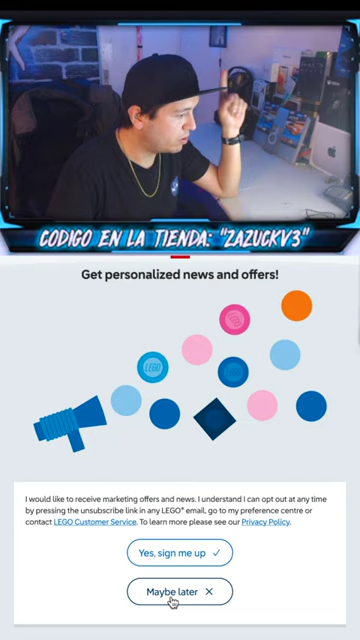 CODIGO EN LA TIENDA: "ZAZUCKV3"
Get personalized news and offers!
LEGO
LEGO
LEGO
I would like to receive marketing offers and news. I understand I can opt out at any time
by pressing the unsubscribe link in any LEGO® email, go to my preference centre or
contact LEGO Customer Service. To learn more please see our Privacy Policy.
Yes, sign me up ✓
Maybe later ✕